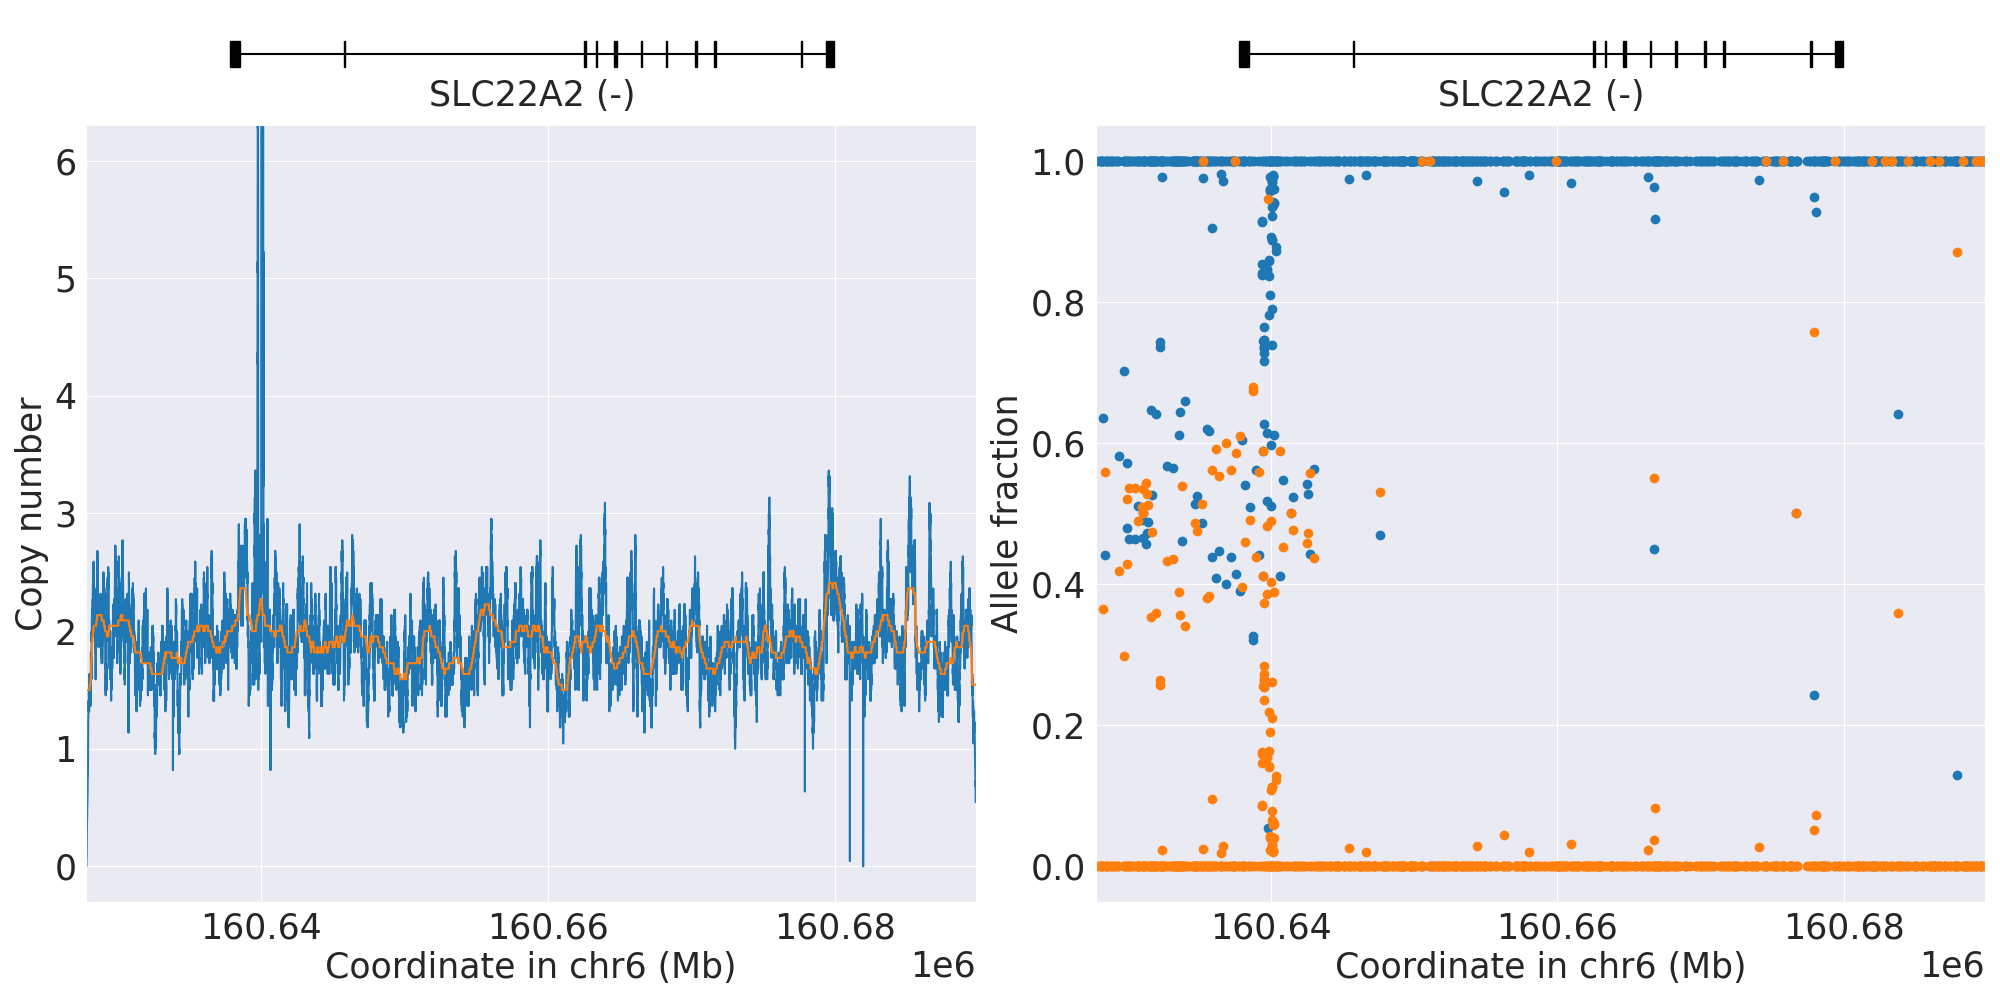 SLC22A2 (-)
Copy number
6
5
4
3
2
1
0
160.64
160.66
160.68
Coordinate in chr6 (Mb)
1e6
SLC22A2 (-)
Allele fraction
1.0
0.8
0.6
0.4
0.2
0.0
160.64
160.66
160.68
Coordinate in chr6 (Mb)
1e6